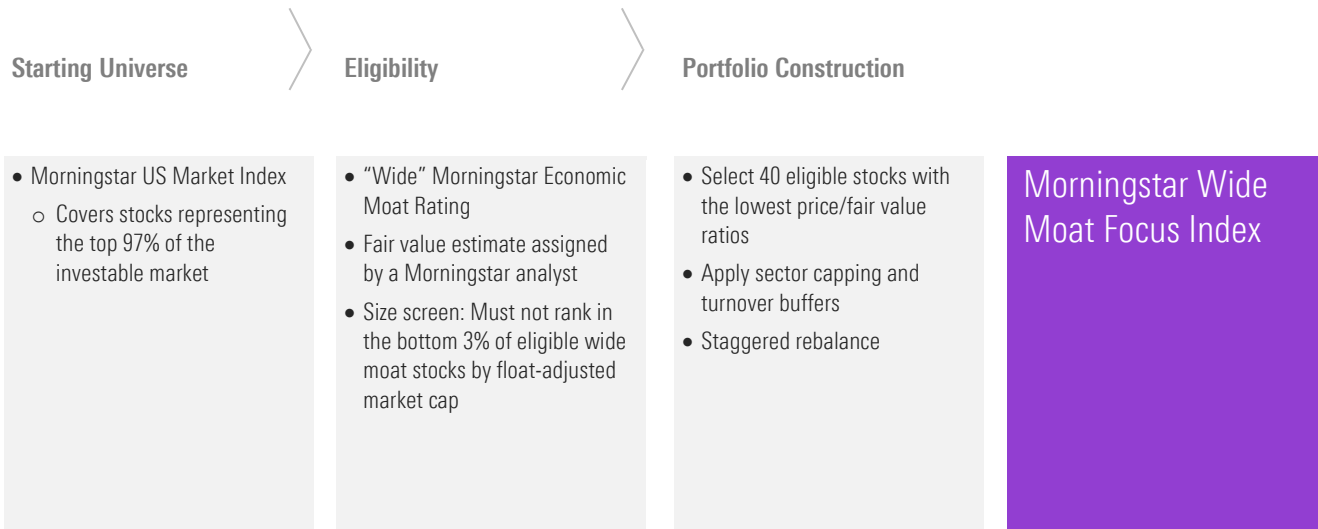 Starting Universe
Eligibility
Portfolio Construction
• Morningstar US Market Index
o Covers stocks representing
the top 97% of the
investable market
• “Wide” Morningstar Economic
Moat Rating
• Fair value estimate assigned
by a Morningstar analyst
• Size screen: Must not rank in
the bottom 3% of eligible wide
moat stocks by float-adjusted
market cap
• Select 40 eligible stocks with
the lowest price/fair value
ratios
• Apply sector capping and
turnover buffers
• Staggered rebalance
Morningstar Wide
Moat Focus Index